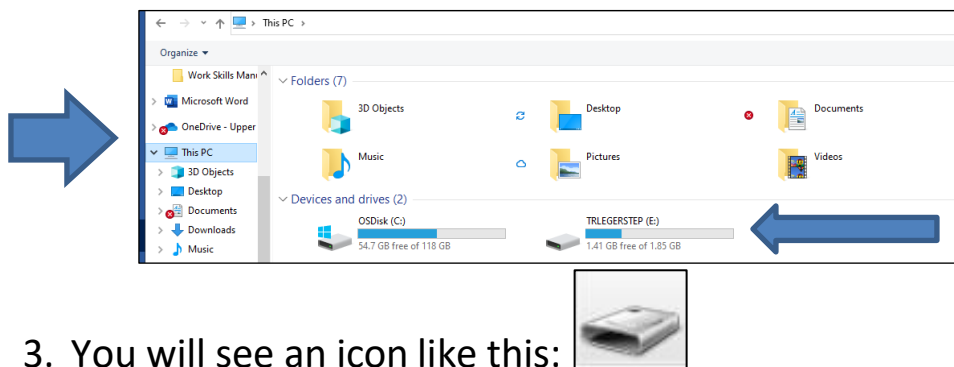 This PC
Organize
Work Skills Man
Folders (7)
Microsoft Word
3D Objects
Desktop
Documents
OneDrive - Upper
This PC
Music
Pictures
Videos
3D Objects
Desktop
Devices and drives (2)
Documents
OSDisk (C:)
TRLEGERSTEP (E:)
Downloads
54.7 GB free of 118 GB
1.41 GB free of 1.85 GB
Music
3. You will see an icon like this: